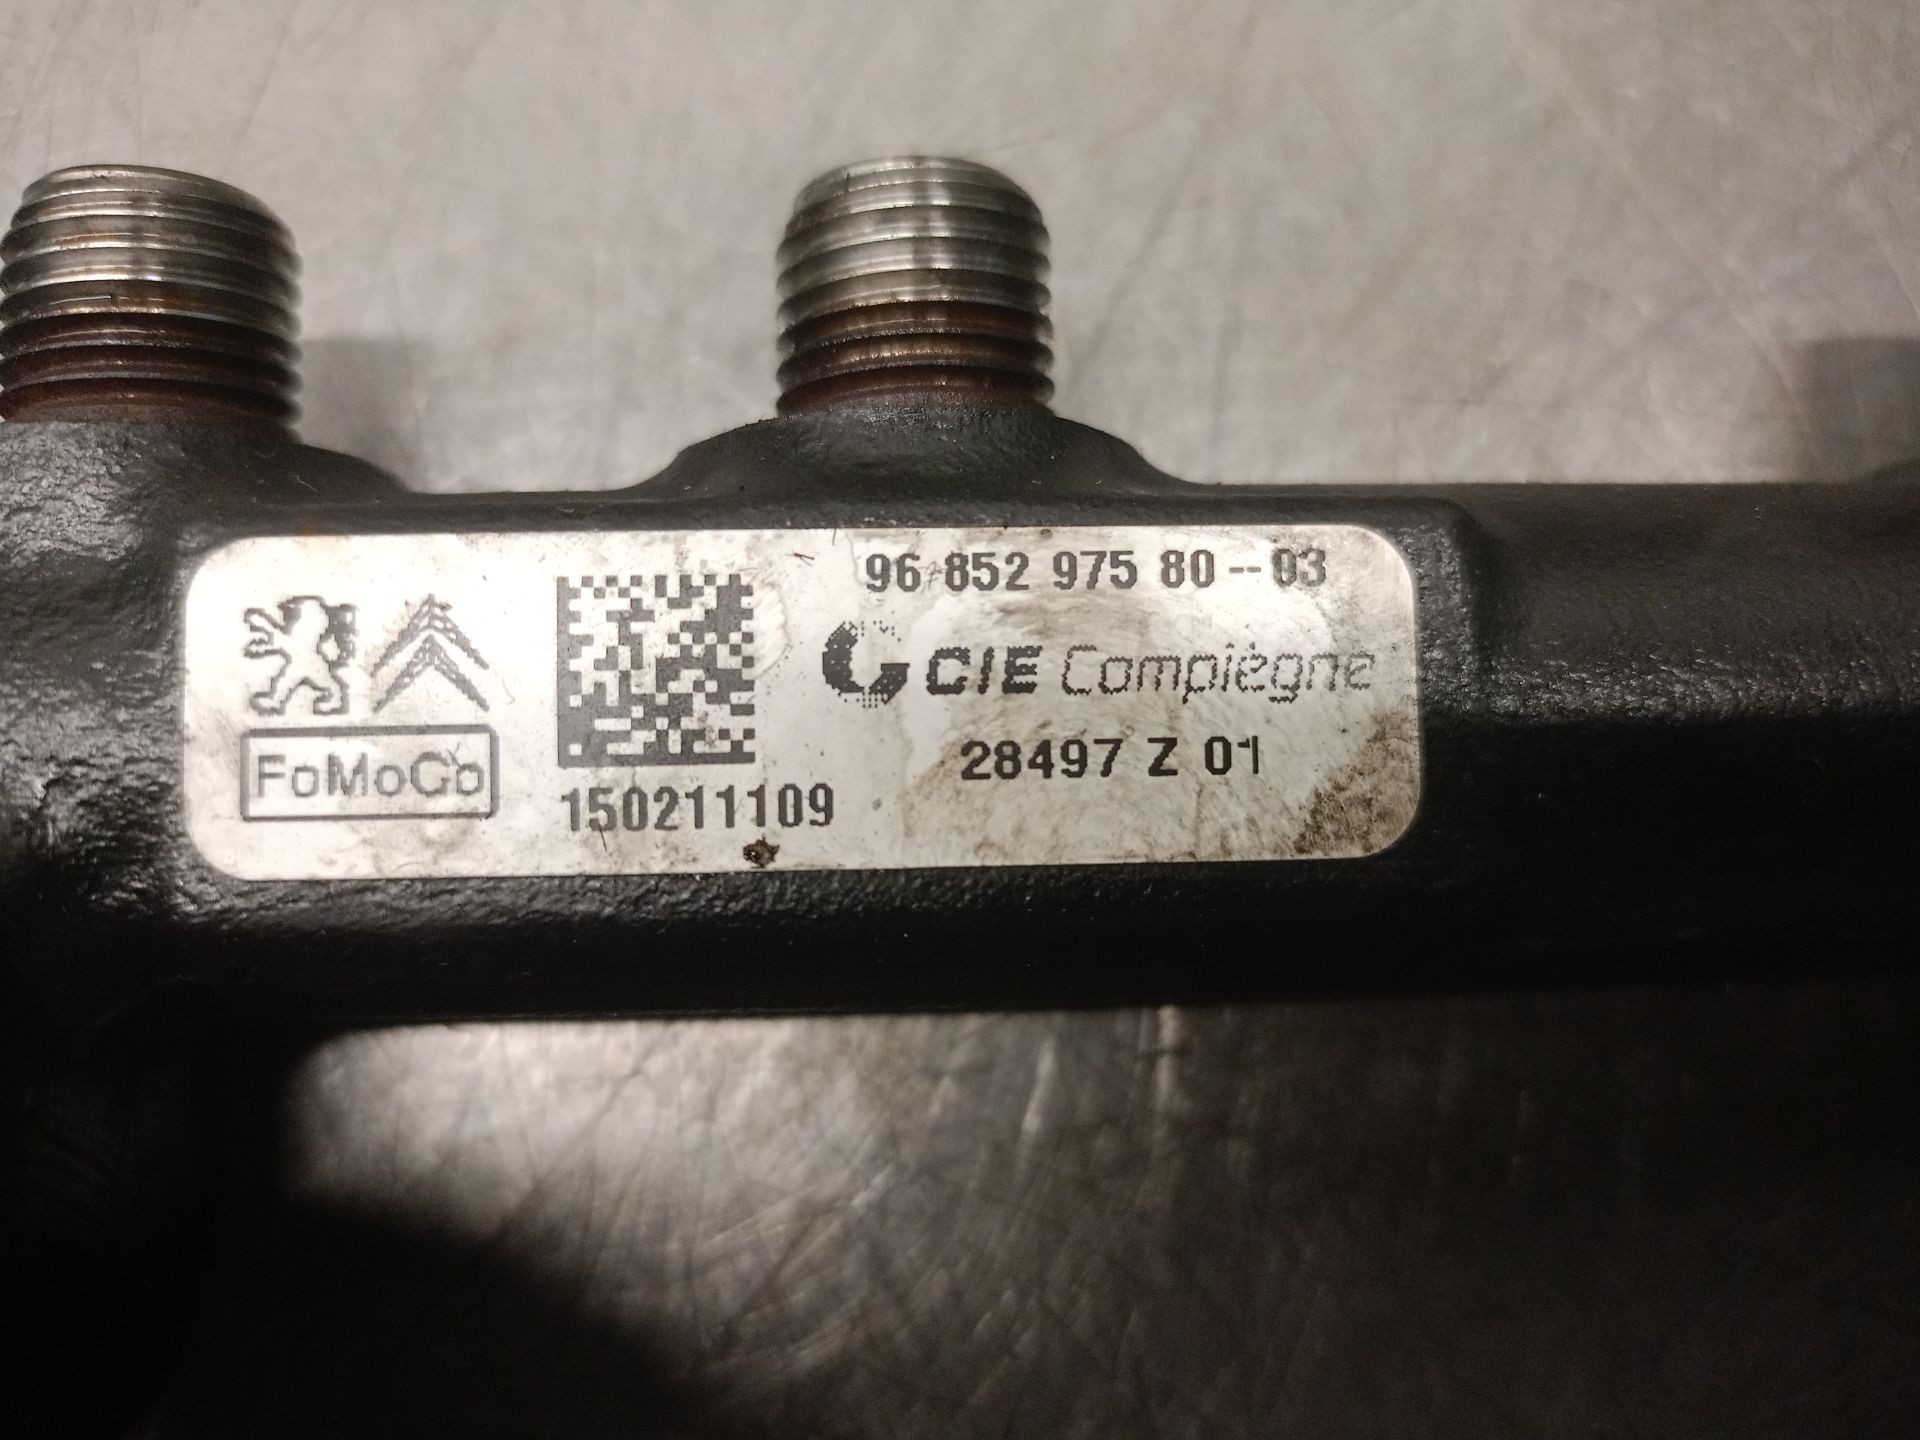 96 852 975 80--03
CIE Compiègne
28497 Z 01
FoMoCo
150211109